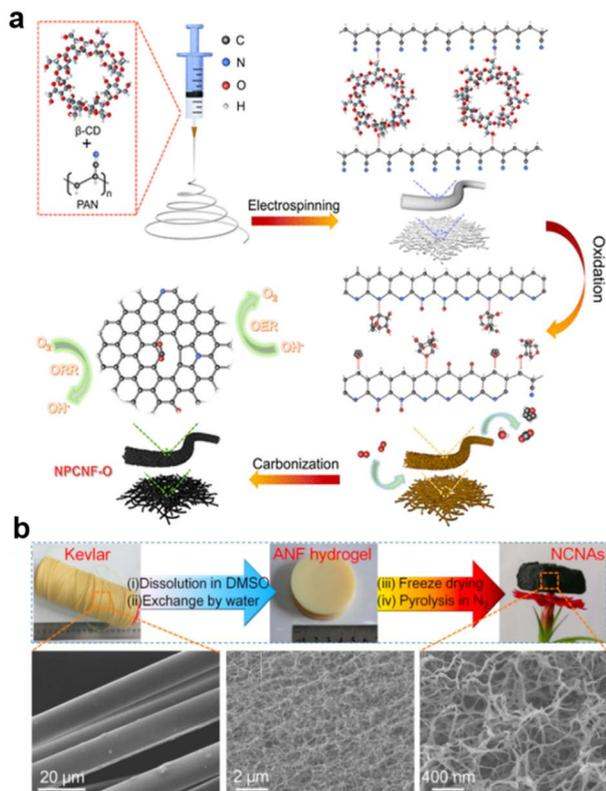 a
C
N
O
H
β-CD
+
PAN
n
Electrospinning
Oxidation
O₂
OER
OH⁻
O₂
ORR
OH⁻
NPCNF-O
Carbonization
b
Kevlar
(i)Dissolution in DMSO
(ii)Exchange by water
ANF hydrogel
(iii) Freeze drying
(iv) Pyrolysis in N₂
NCNAs
20 μm
2 μm
400 nm